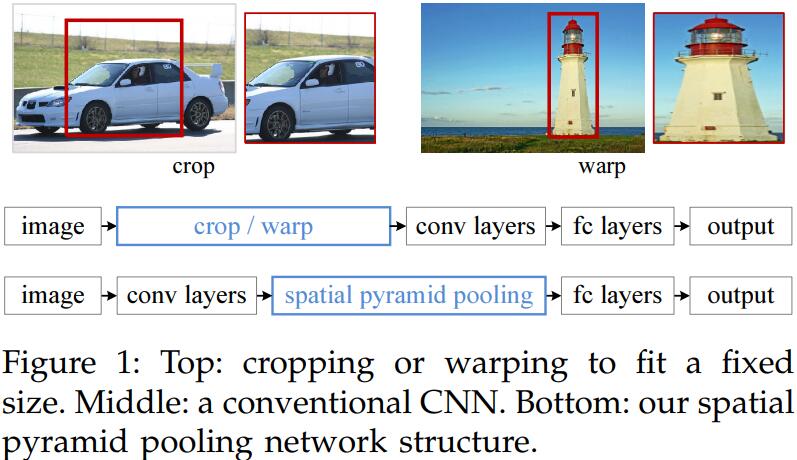 crop
warp
image crop / warp conv layers fc layers output
image conv layers spatial pyramid pooling fc layers output
Figure 1: Top: cropping or warping to fit a fixed
size. Middle: a conventional CNN. Bottom: our spatial
pyramid pooling network structure.